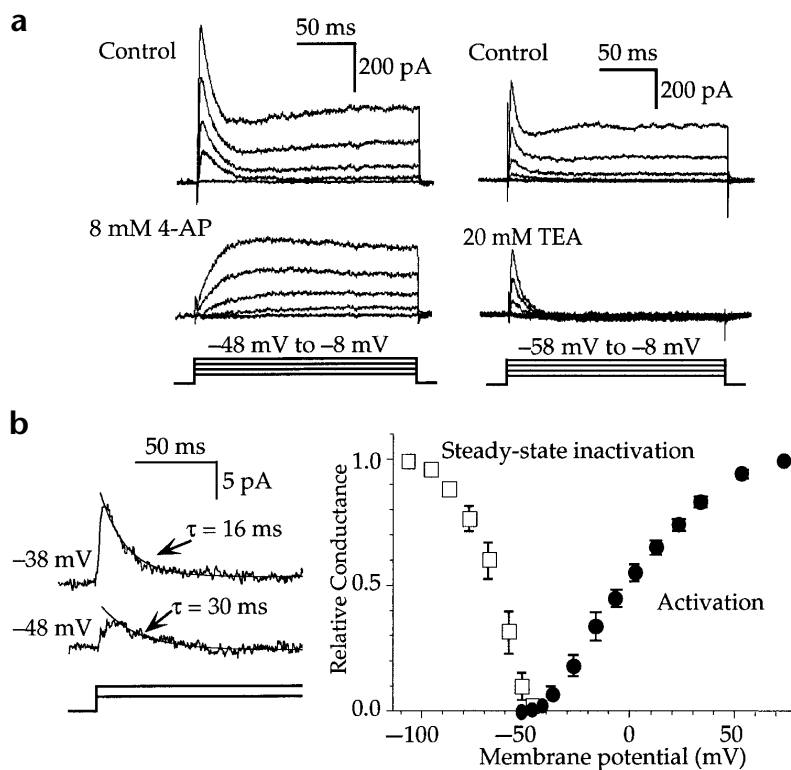 a
50 ms
Control
200 pA
Control
50 ms
200 pA
8 mM 4-AP
20 mM TEA
−48 mV to −8 mV
−58 mV to −8 mV
b
50 ms
5 pA
τ = 16 ms
−38 mV
τ = 30 ms
−48 mV
Steady-state inactivation
Activation
Relative Conductance
1.0
0.5
0.0
−100
−50
0
50
Membrane potential (mV)